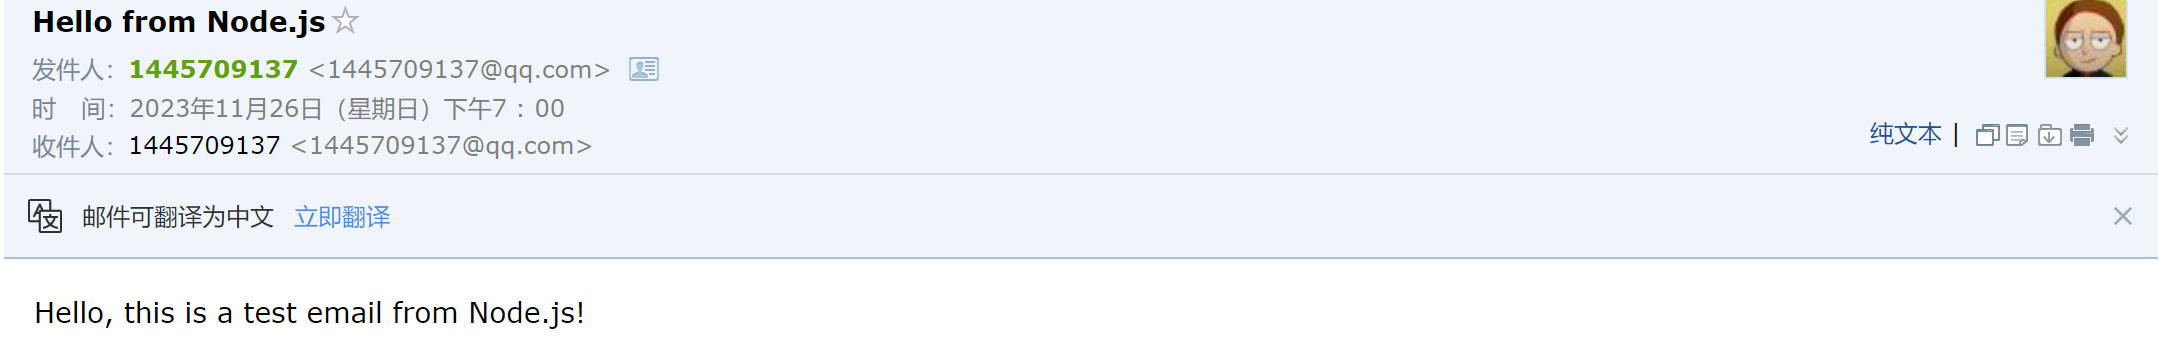 Hello from Node.js
发件人：1445709137 <1445709137@qq.com>
时　间：2023年11月26日（星期日）下午7：00
收件人：1445709137 <1445709137@qq.com>
纯文本 |
邮件可翻译为中文 立即翻译
Hello, this is a test email from Node.js!